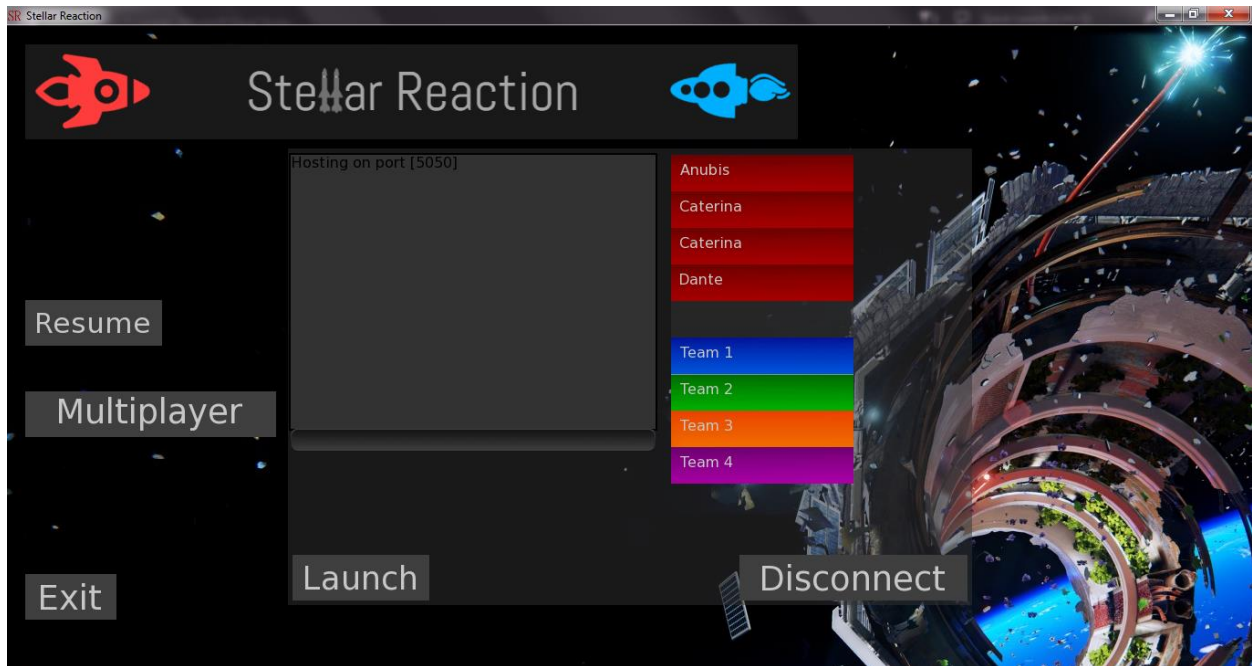 SR Stellar Reaction
Stellar Reaction
Hosting on port [5050]
Anubis
Caterina
Caterina
Dante
Resume
Team 1
Multiplayer
Team 2
Team 3
Team 4
Launch
Disconnect
Exit